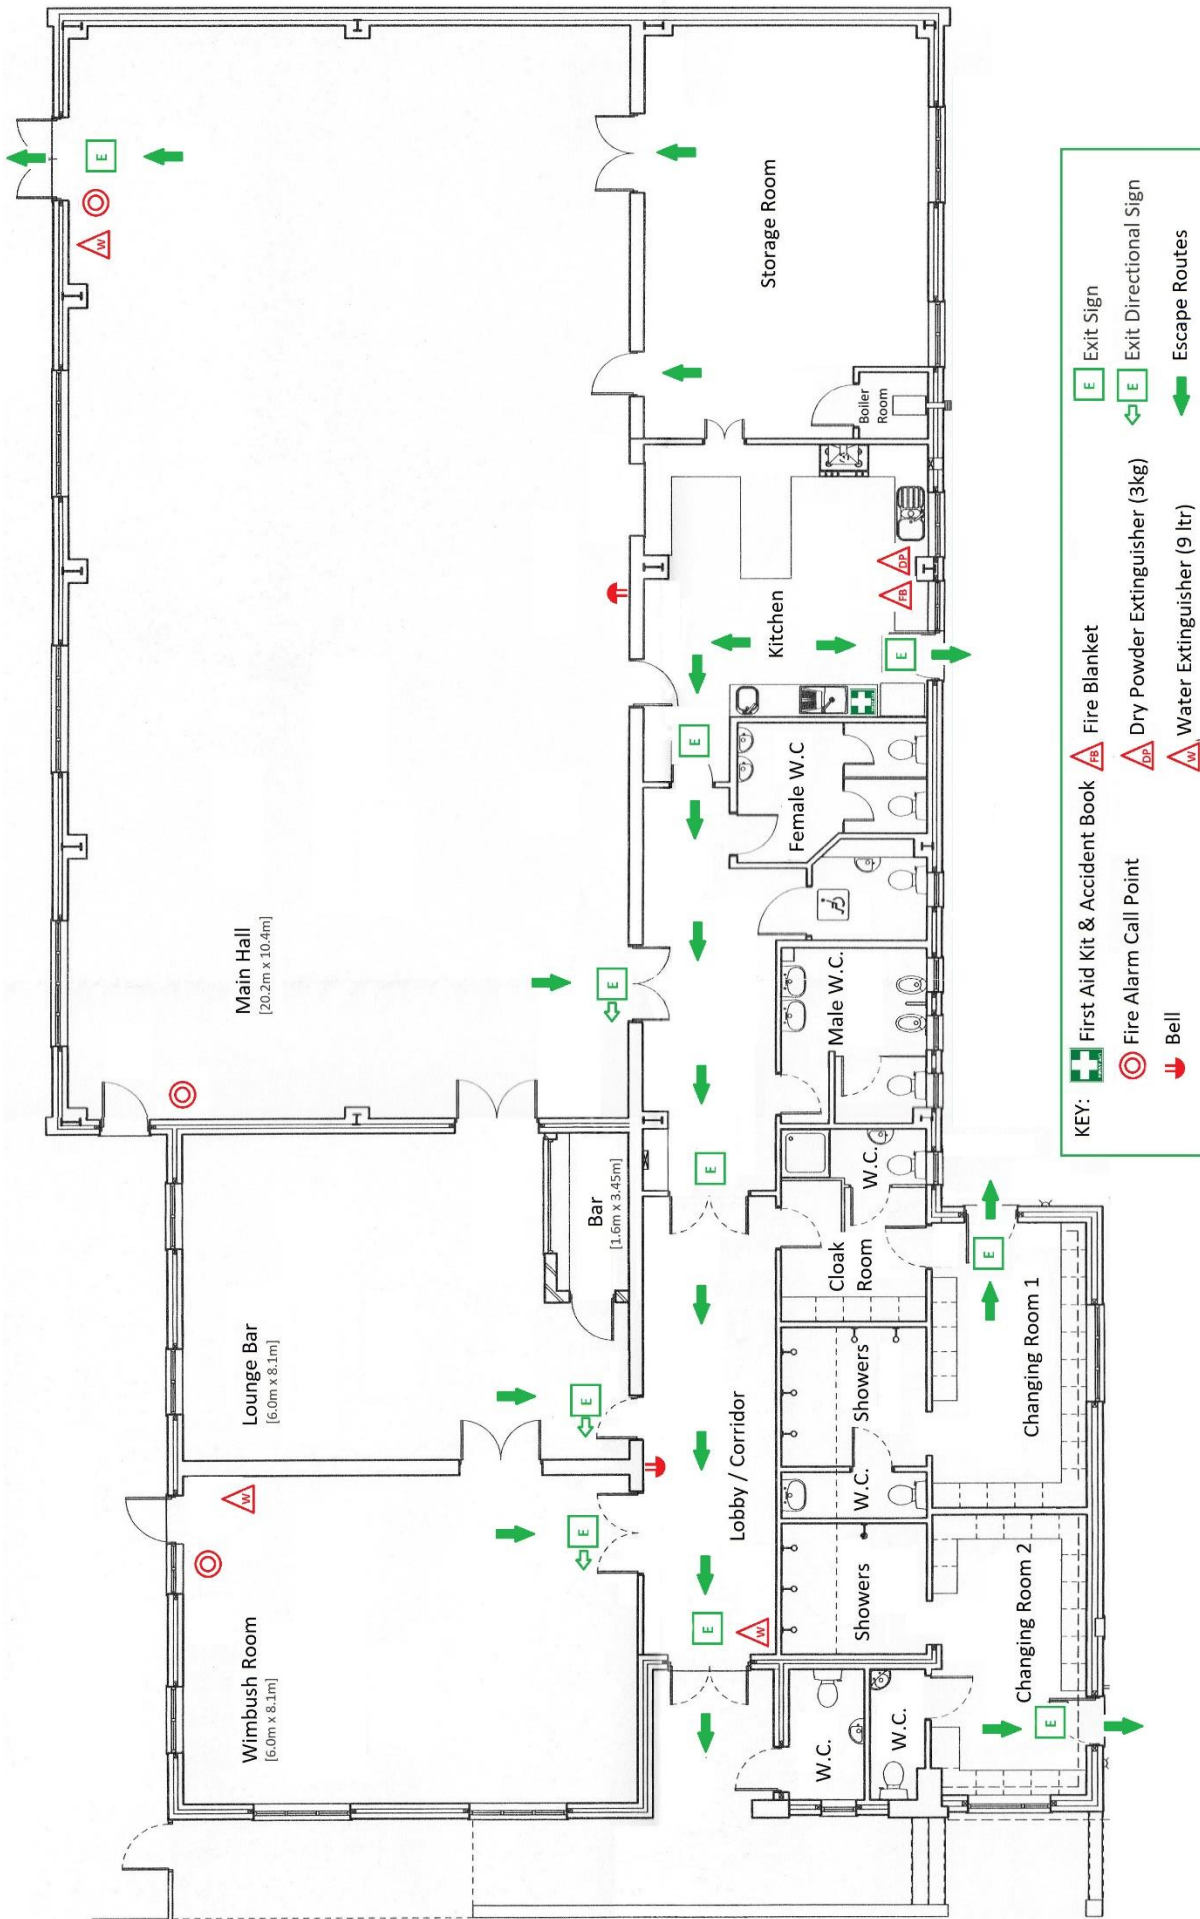 W
E
Wimbush Room
[6.0m x 8.1m]
W
Lounge Bar
[6.0m x 8.1m]
Main Hall
[20.2m x 10.4m]
E
E
Bar
[1.6m x 3.45m]
E
E
Lobby / Corridor
E
E
W
Storage Room
Kitchen
Female W.C
W.C.
Showers
W.C.
Showers
Cloak
Room
W.C.
Male W.C.
Boiler
Room
FB
DP
E
W.C.
Changing Room 2
E
Changing Room 1
E
KEY:
First Aid Kit & Accident Book
FB
Fire Blanket
E
Exit Sign
Fire Alarm Call Point
DP
Dry Powder Extinguisher (3kg)
E
Exit Directional Sign
Bell
W
Water Extinguisher (9 ltr)
Escape Routes